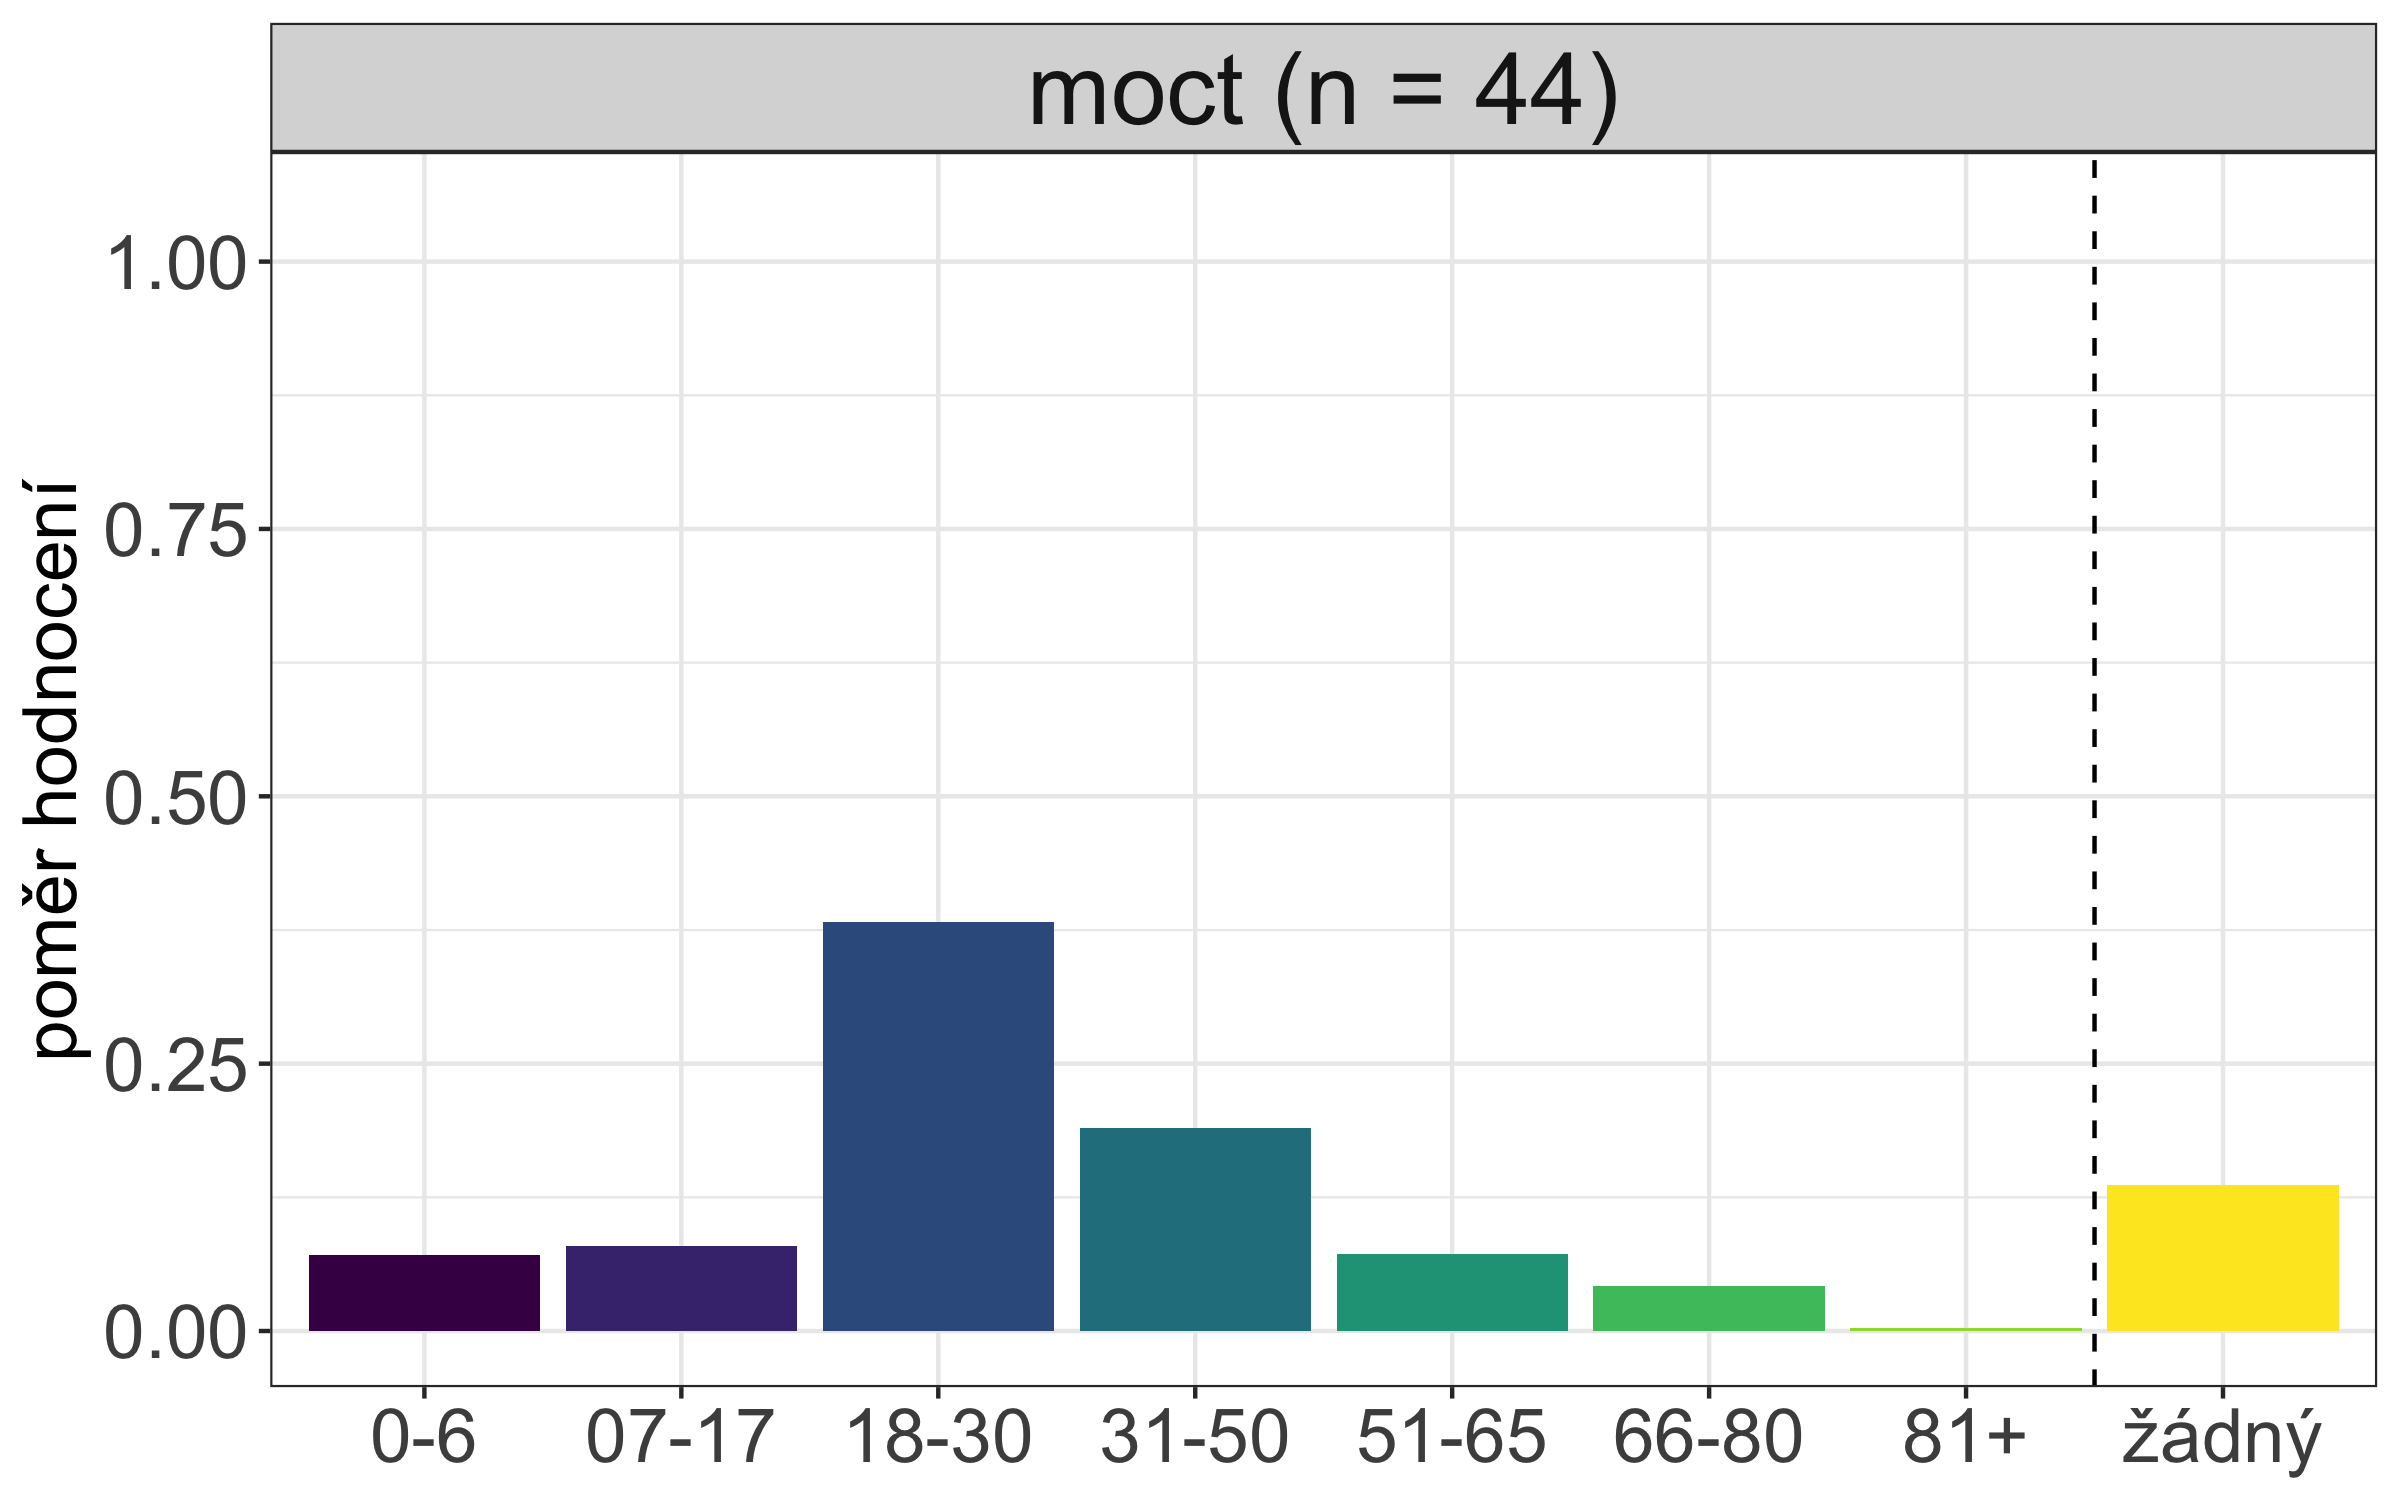 moct (n = 44)
poměr hodnocení
1.00
0.75
0.50
0.25
0.00
0-6 07-17 18-30 31-50 51-65 66-80 81+ žádný